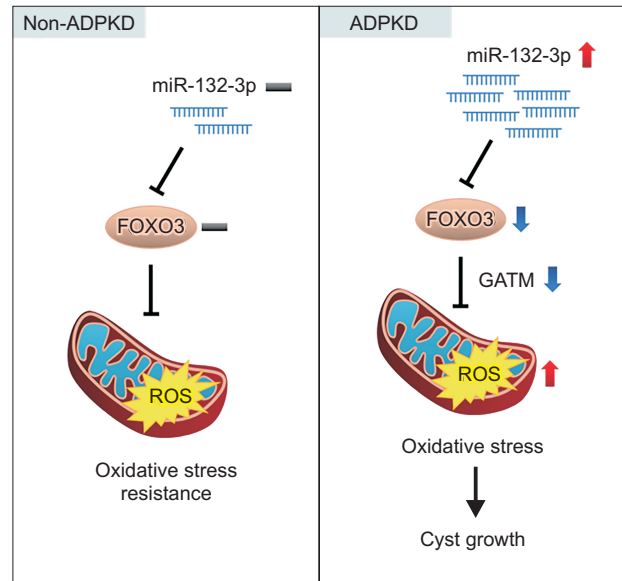 Non-ADPKD
miR-132-3p
FOXO3
ROS
Oxidative stress
resistance
ADPKD
miR-132-3p
FOXO3
GATM
ROS
Oxidative stress
Cyst growth